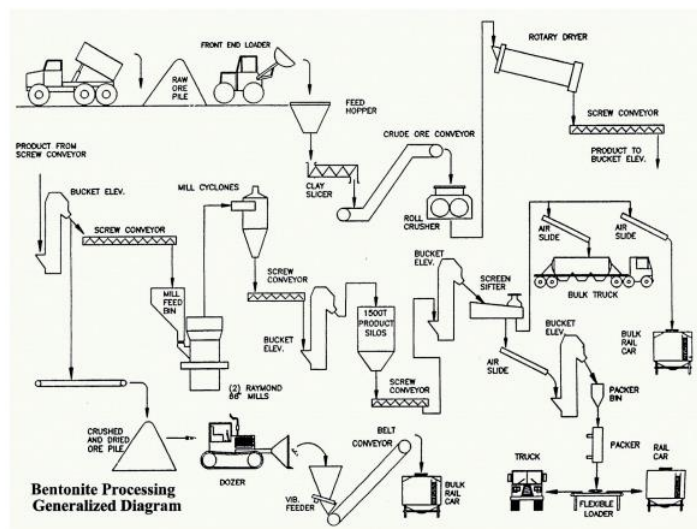 FRONT END LOADER
ROTARY DRYER
RAW
ORE
PILE
FEED
HOPPER
SCREW CONVEYOR
CRUDE ORE CONVEYOR
PRODUCT FROM
SCREW CONVEYOR
PRODUCT TO
BUCKET ELEV.
CLAY
SLICER
BUCKET ELEV.
MILL CYCLONES
ROLL
CRUSHER
SCREW CONVEYOR
AIR
SLIDE
AIR
SLIDE
BUCKET
ELEV.
SCREEN
SIFTER
SCREW
CONVEYOR
MILL
FEED
BIN
BULK TRUCK
1500T
PRODUCT
SILOS
BUCKET
ELEV.
BUCKET
ELEV.
BULK
RAIL
CAR
AIR
SLIDE
SCREW
CONVEYOR
(2) RAYMOND
66" MILLS
PACKER
BIN
CRUSHED
AND DRIED
ORE PILE
BELT
CONVEYOR
PACKER
TRUCK
RAIL
CAR
DOZER
BULK
RAIL
CAR
VIB.
FEEDER
FLEXIBLE
LOADER
Bentonite Processing
Generalized Diagram